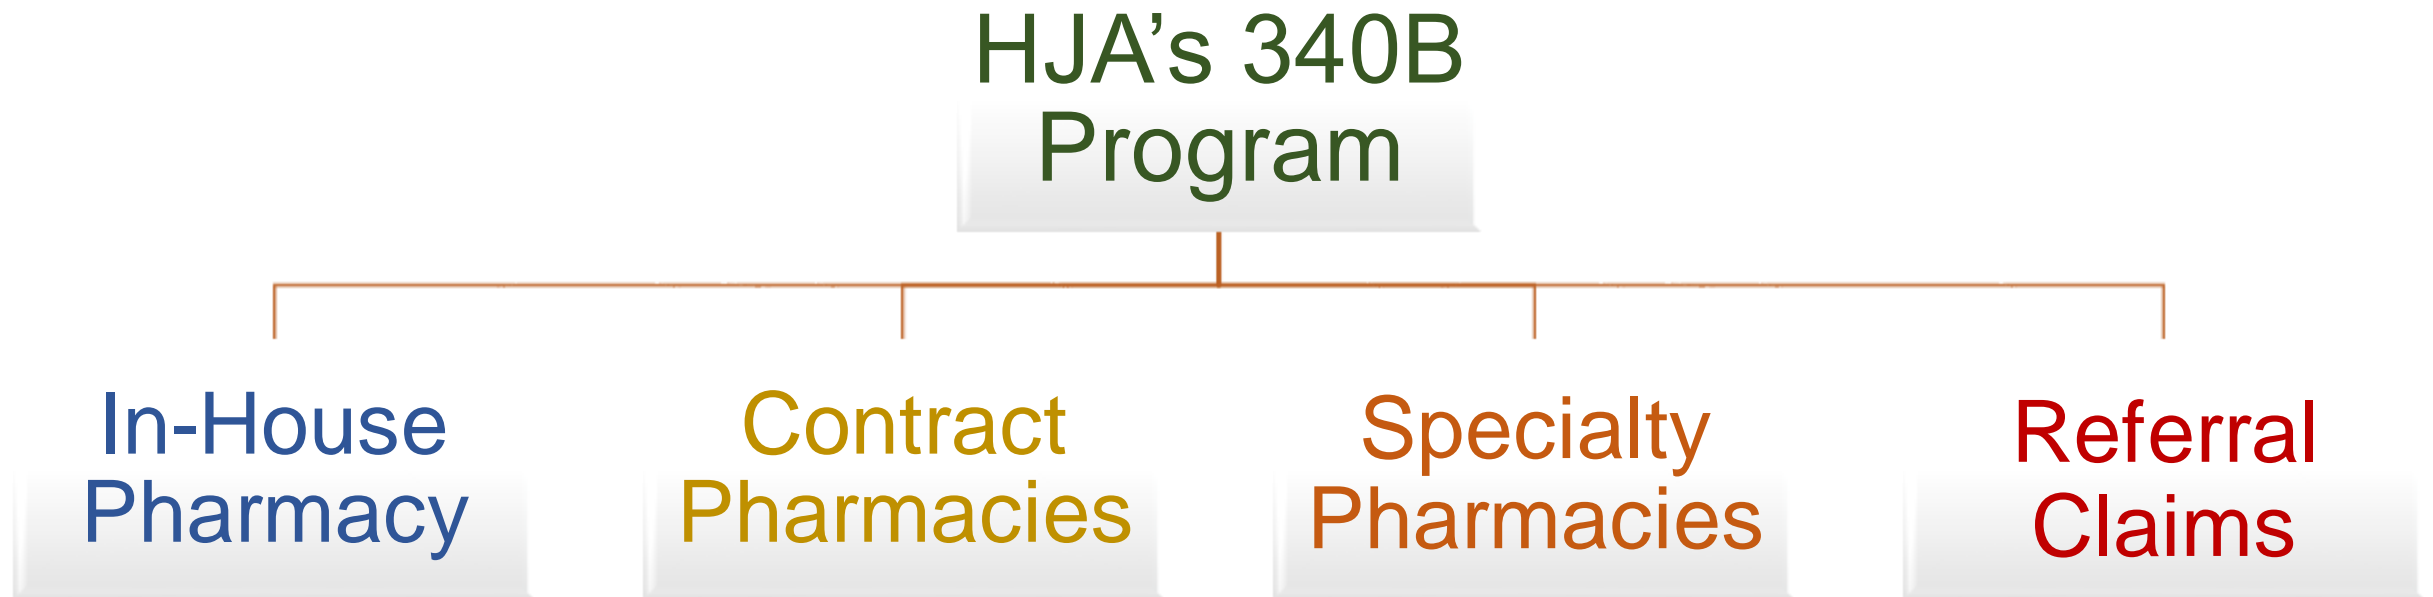 HJA’s 340B
Program
In-House
Pharmacy
Contract
Pharmacies
Specialty
Pharmacies
Referral
Claims